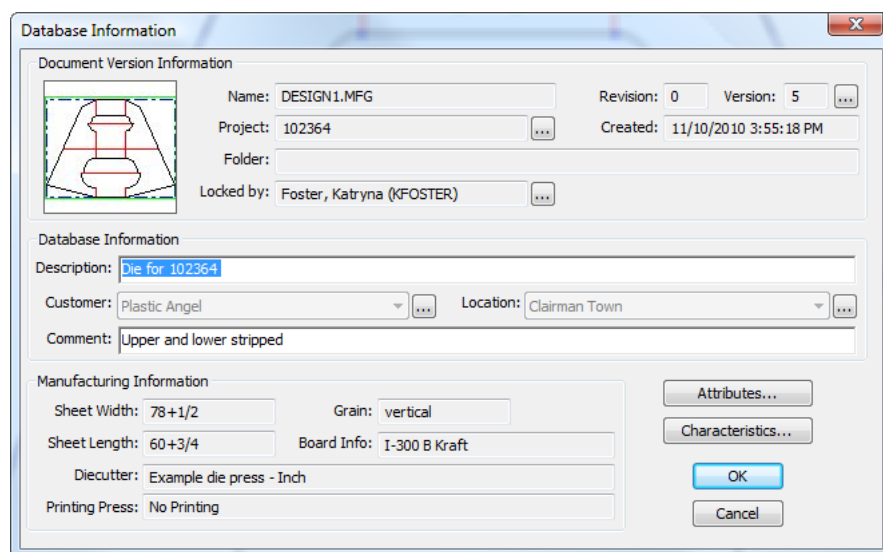 Database Information
Document Version Information
Name: DESIGN1.MFG Revision: 0 Version: 5 ...
Project: 102364 ... Created: 11/10/2010 3:55:18 PM
Folder:
Locked by: Foster, Katryna (KFOSTER) ...
Database Information
Description: Die for 102364
Customer: Plastic Angel ... Location: Clairman Town ...
Comment: Upper and lower stripped
Manufacturing Information
Attributes...
Sheet Width: 78+1/2 Grain: vertical
Characteristics...
Sheet Length: 60+3/4 Board Info: I-300 B Kraft
Diecutter: Example die press - Inch
OK
Printing Press: No Printing
Cancel